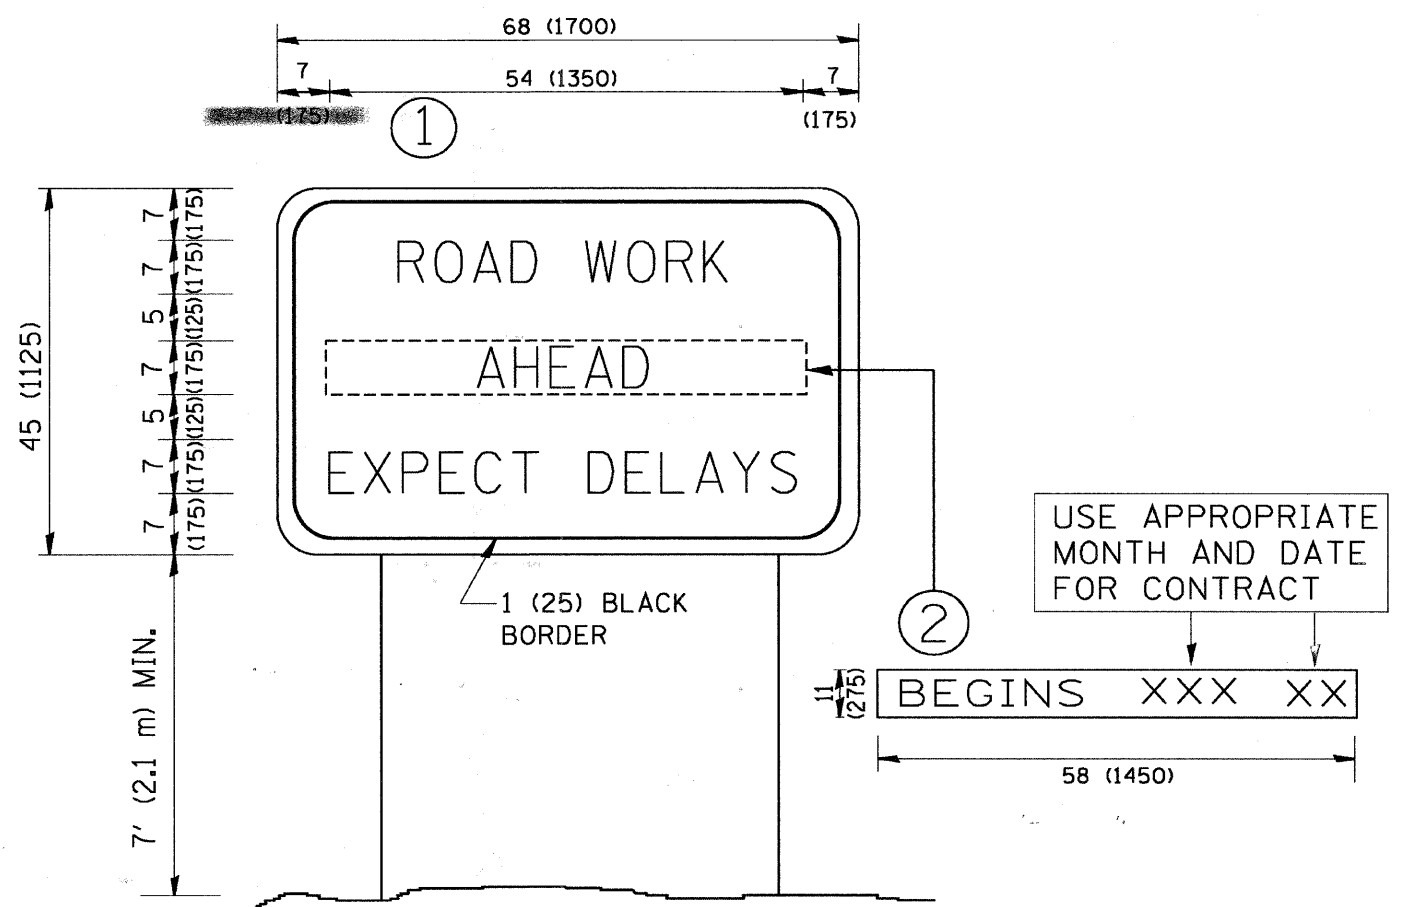 68 (1700)
7
54 (1350)
7
(175)
(175)
1
7
(175)
7
(175)
5
(125)
7
(175)
5
(125)
7
(175)
7
(175)
45 (1125)
ROAD WORK
AHEAD
EXPECT DELAYS
1 (25) BLACK
BORDER
7' (2.1 m) MIN.
USE APPROPRIATE
MONTH AND DATE
FOR CONTRACT
2
11
(275)
BEGINS XXX XX
58 (1450)